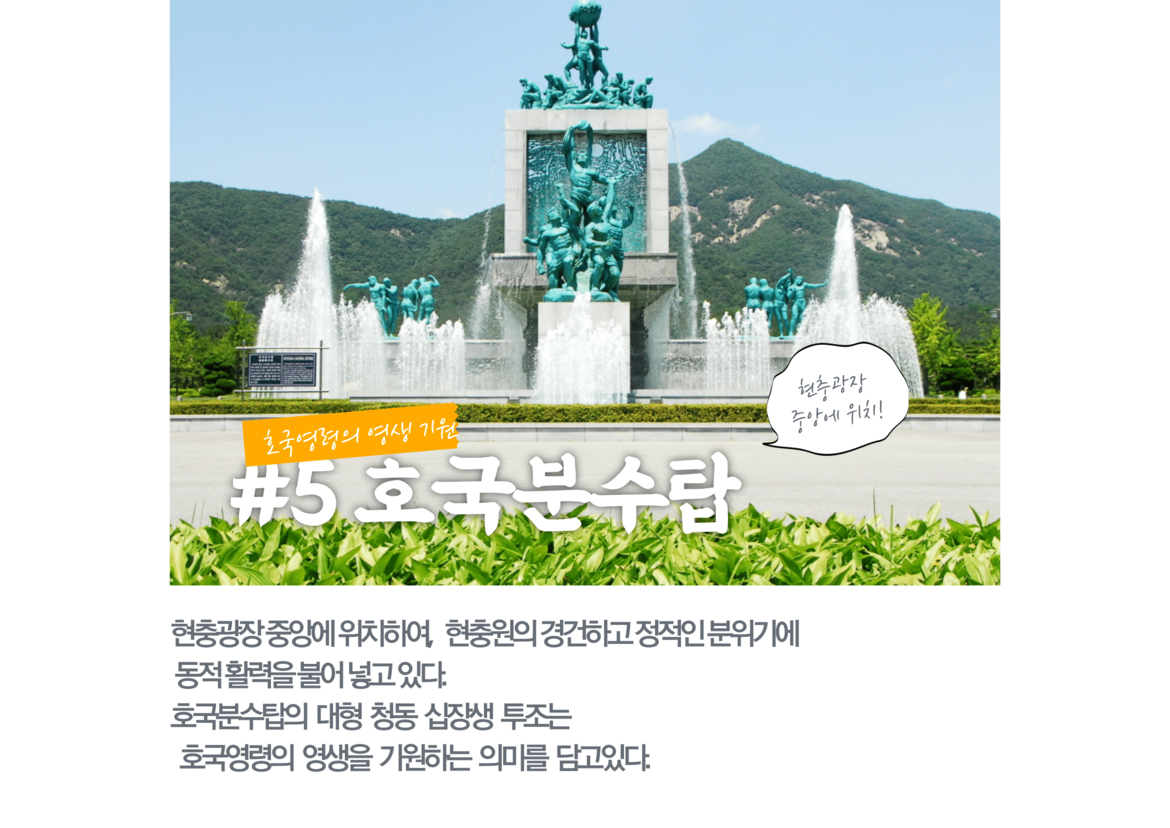 현충광장
중앙에 위치!
호국영령의 영생 기원
#5 호국분수탑
현충광장 중앙에 위치하여, 현충원의 경건하고 정적인 분위기에
동적 활력을 불어 넣고 있다.
호국분수탑의 대형 청동 십장생 투조는
호국영령의 영생을 기원하는 의미를 담고있다.